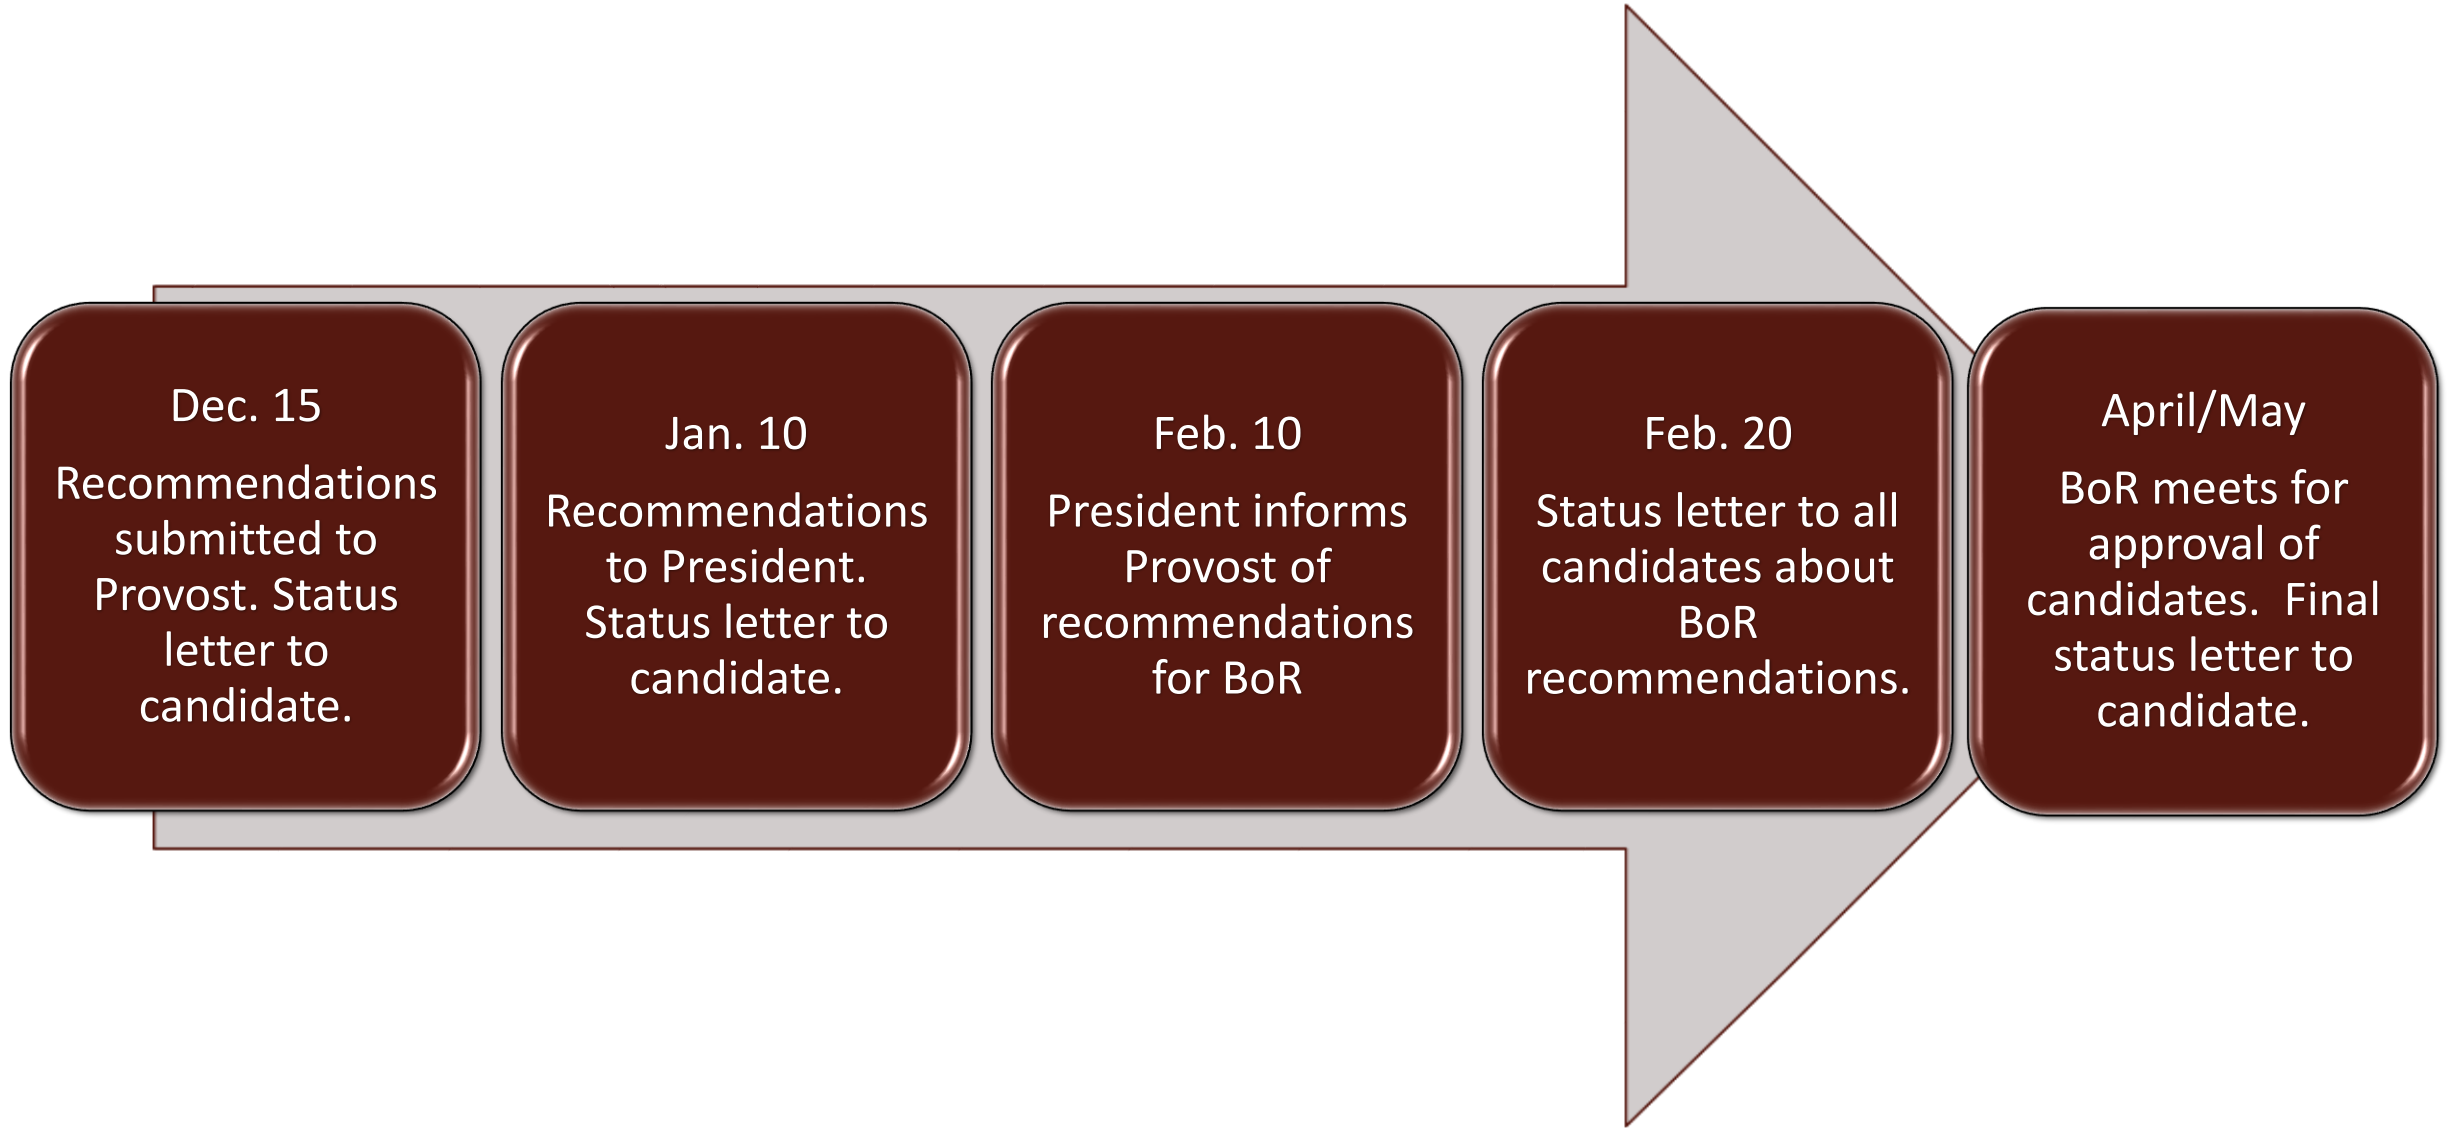 Dec. 15
Recommendations
submitted to
Provost. Status
letter to
candidate.
Jan. 10
Recommendations
to President.
Status letter to
candidate.
Feb. 10
President informs
Provost of
recommendations
for BoR
Feb. 20
Status letter to all
candidates about
BoR
recommendations.
April/May
BoR meets for
approval of
candidates.  Final
status letter to
candidate.